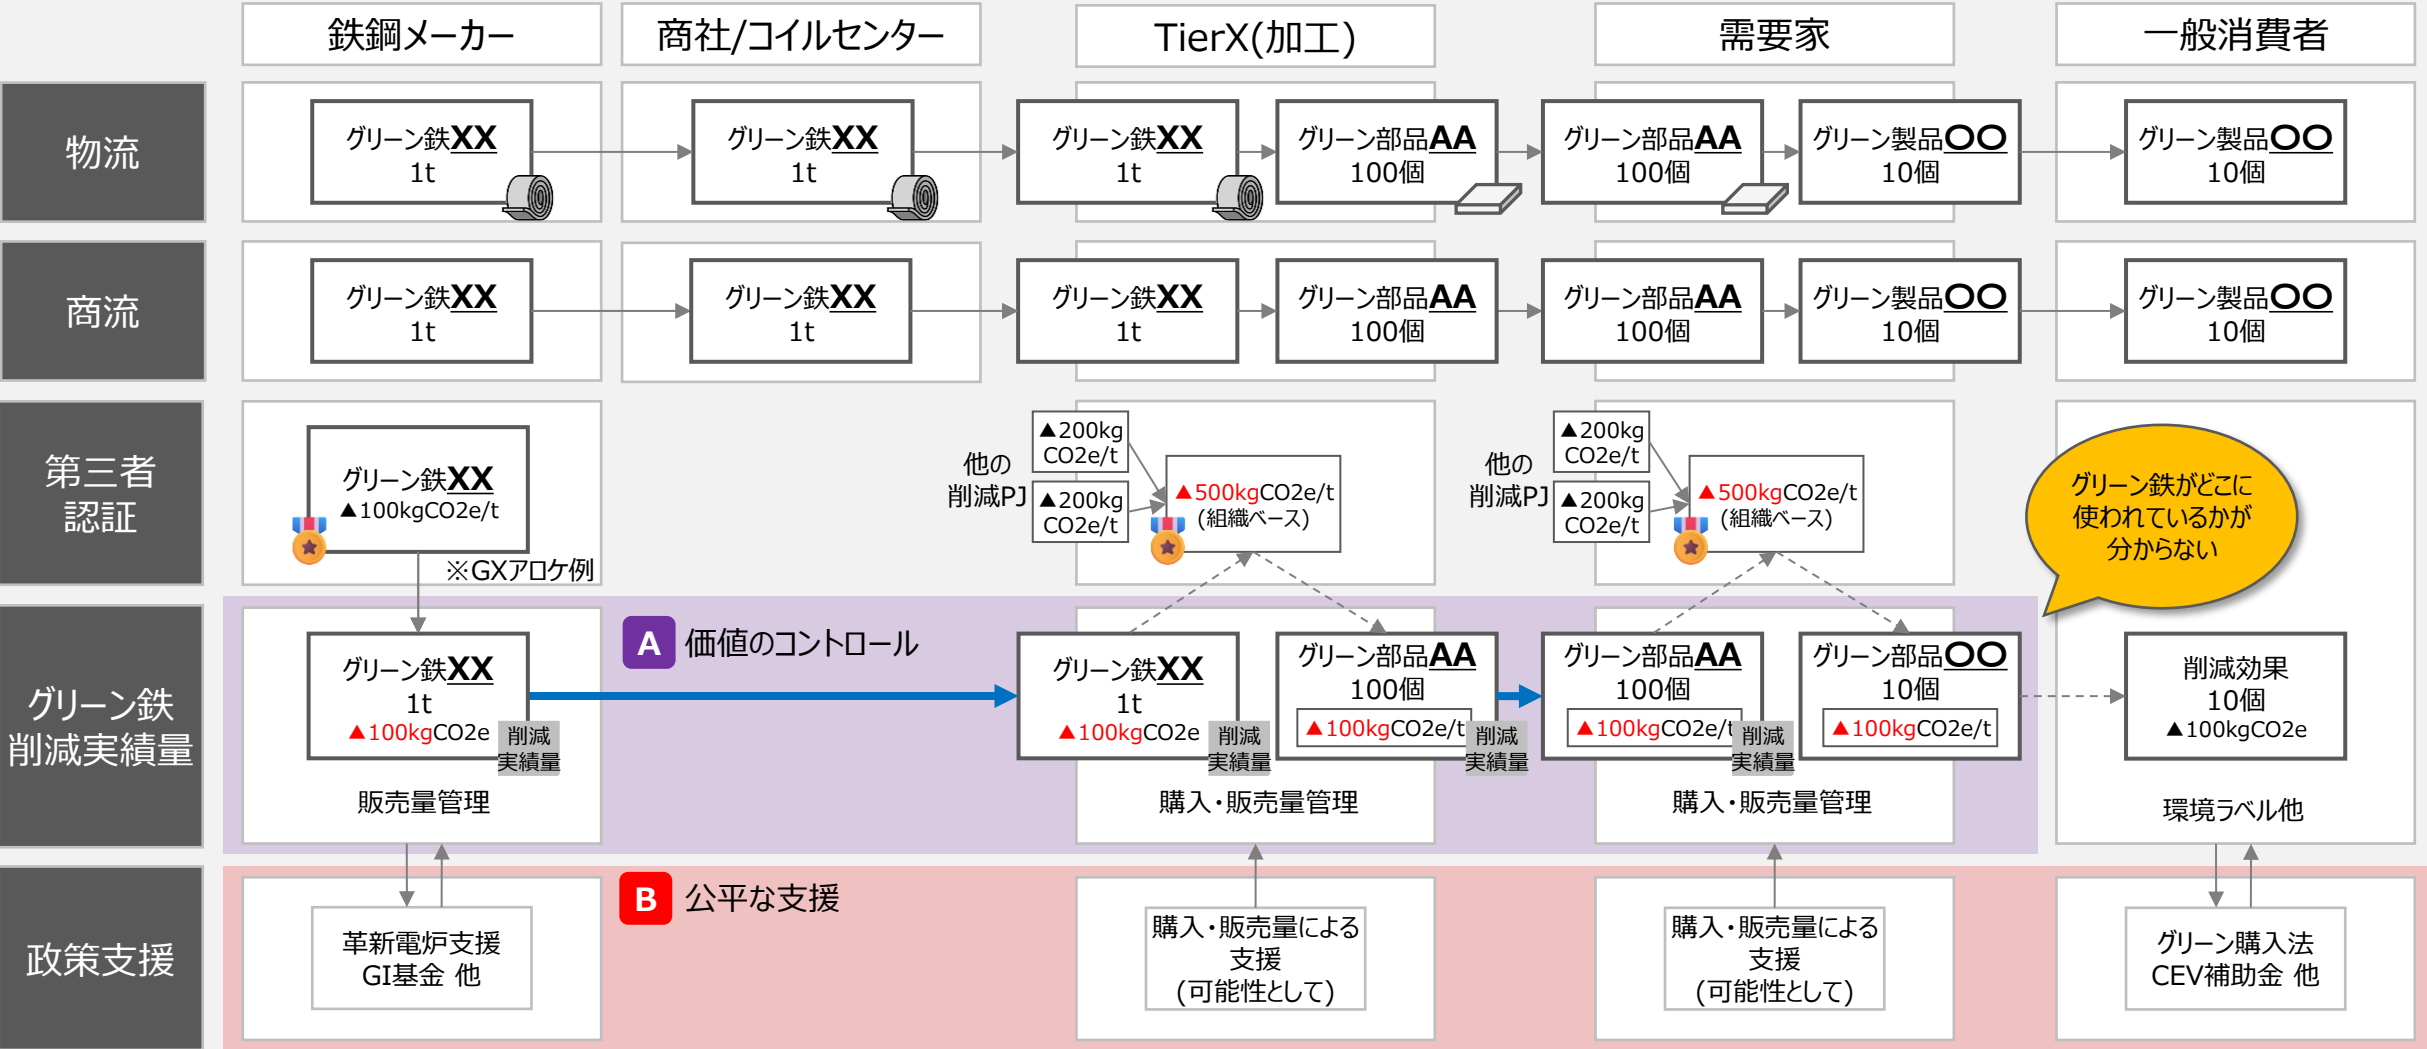 鉄鋼メーカー
商社/コイルセンター
TierX(加工)
需要家
一般消費者
物流
グリーン鉄XX
1t
グリーン鉄XX
1t
グリーン鉄XX
1t
グリーン部品AA
100個
グリーン部品AA
100個
グリーン製品〇〇
10個
グリーン製品〇〇
10個
商流
グリーン鉄XX
1t
グリーン鉄XX
1t
グリーン鉄XX
1t
グリーン部品AA
100個
グリーン部品AA
100個
グリーン製品〇〇
10個
グリーン製品〇〇
10個
第三者
認証
グリーン鉄XX
▲100kgCO2e/t
※GXアロケ例
他の
削減PJ
▲200kg
CO2e/t
▲200kg
CO2e/t
▲500kgCO2e/t
(組織ベース)
他の
削減PJ
▲200kg
CO2e/t
▲200kg
CO2e/t
▲500kgCO2e/t
(組織ベース)
グリーン鉄がどこに
使われているかが
分からない
グリーン鉄
削減実績量
A 価値のコントロール
グリーン鉄XX
1t
▲100kgCO2e
削減
実績量
販売量管理
グリーン鉄XX
1t
▲100kgCO2e
削減
実績量
グリーン部品AA
100個
▲100kgCO2e/t
削減
実績量
購入・販売量管理
グリーン部品AA
100個
▲100kgCO2e/t
削減
実績量
グリーン部品〇〇
10個
▲100kgCO2e/t
購入・販売量管理
削減効果
10個
▲100kgCO2e
環境ラベル他
政策支援
B 公平な支援
革新電炉支援
GI基金 他
購入・販売量による
支援
(可能性として)
購入・販売量による
支援
(可能性として)
グリーン購入法
CEV補助金 他